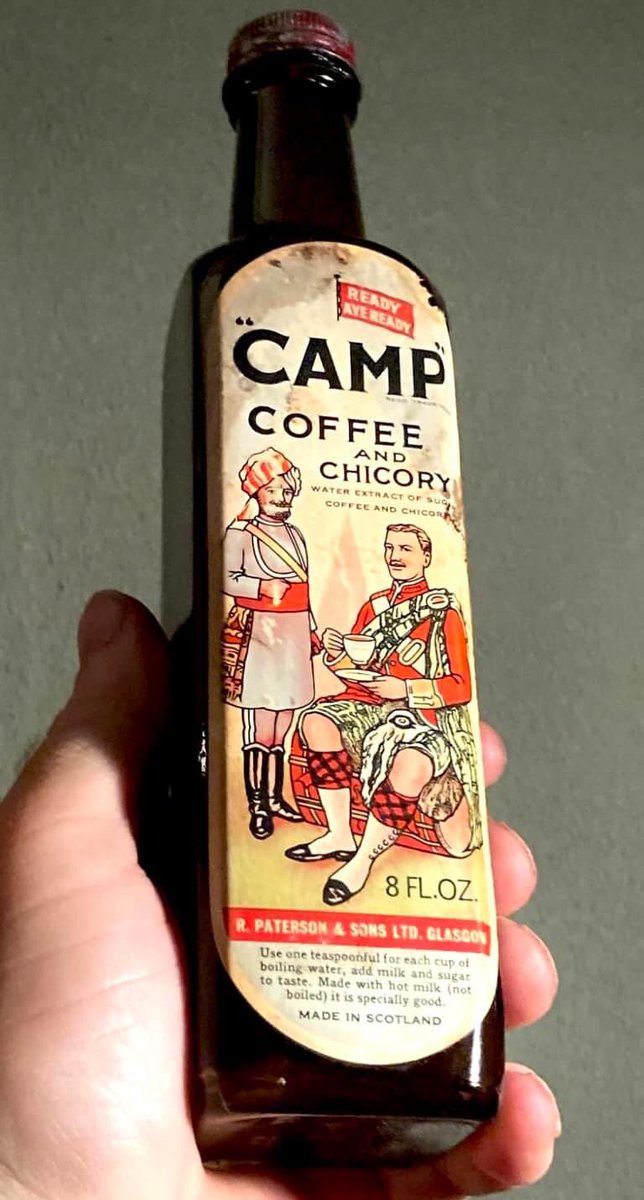 READY
AYE READY
"CAMP"
COFFEE
AND
CHICORY
WATER EXTRACT OF
COFFEE AND
8 FL.OZ.
R. PATERSON & SONS LTD. GLASGOW
Use one teaspoonful for each cup of
boiling water, add milk and sugar
to taste. Made with hot milk (not
boiled) it is specially good.
MADE IN SCOTLAND